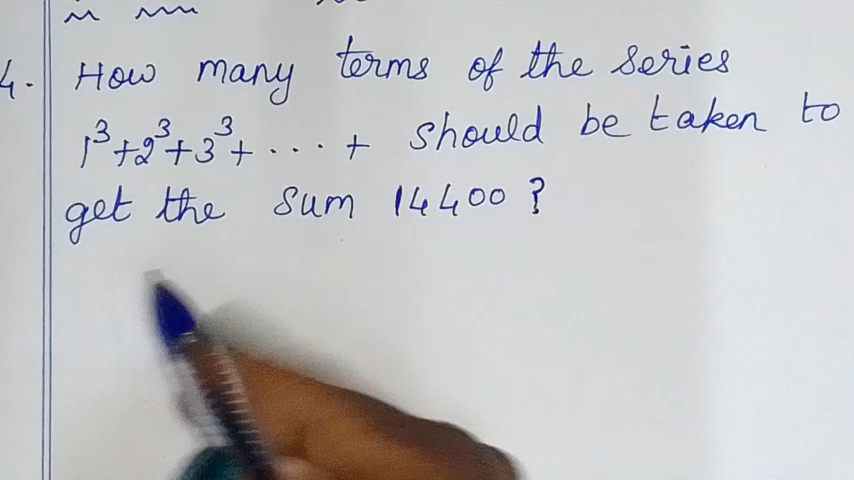 4. How many terms of the series
1³+2³+3³+ . . . . + should be taken to
get the sum 14400 ?